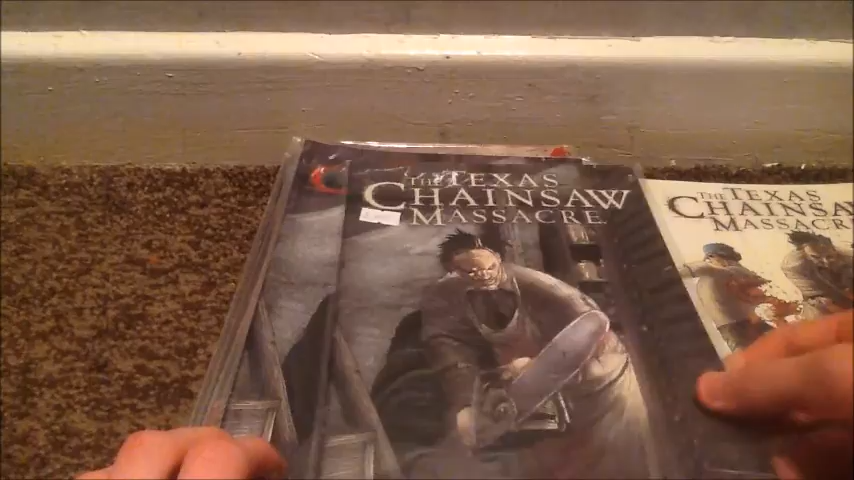 THE TEXAS
CHAINSAW
MASSACRE
THE TEXAS
CHAINSAW
MASSACRE